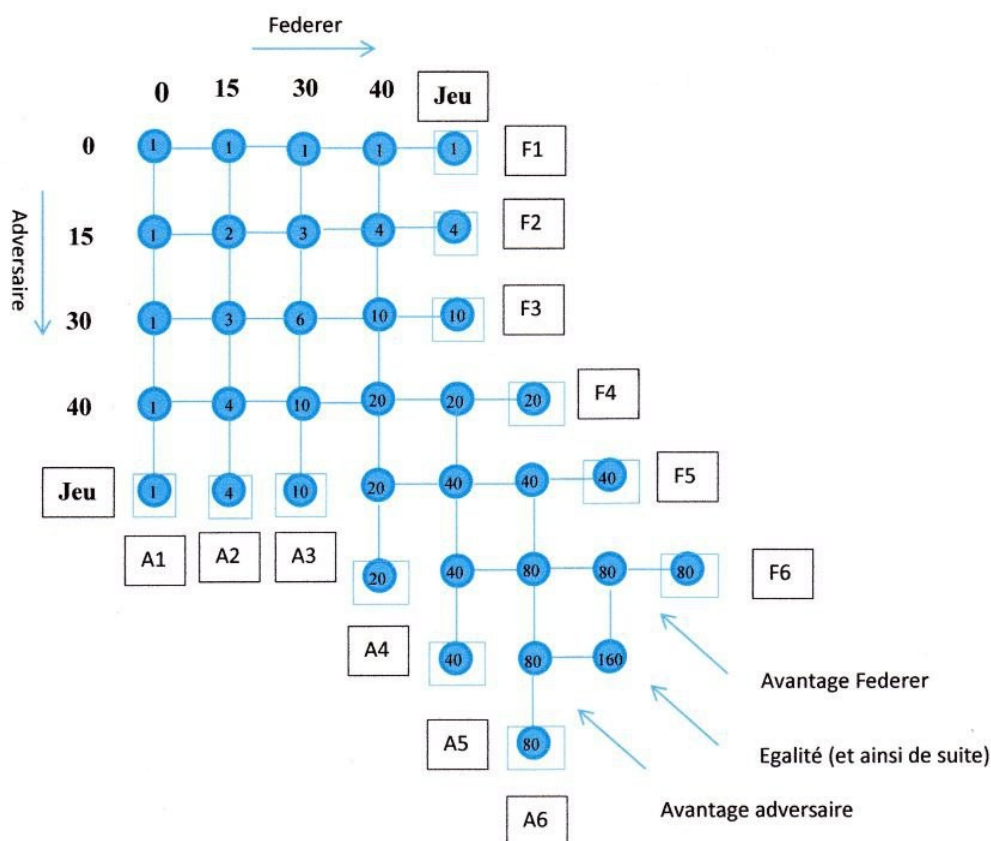 Federer
0 15 30 40 Jeu
0 1 1 1 1 1 F1
Adversaire
15 1 2 3 4 4 F2
30 1 3 6 10 10 F3
40 1 4 10 20 20 20 F4
Jeu 1 4 10 20 40 40 40 F5
A1 A2 A3
20 40 80 80 80 F6
A4 40 80 160
Avantage Federer
A5 80
Egalité (et ainsi de suite)
Avantage adversaire
A6